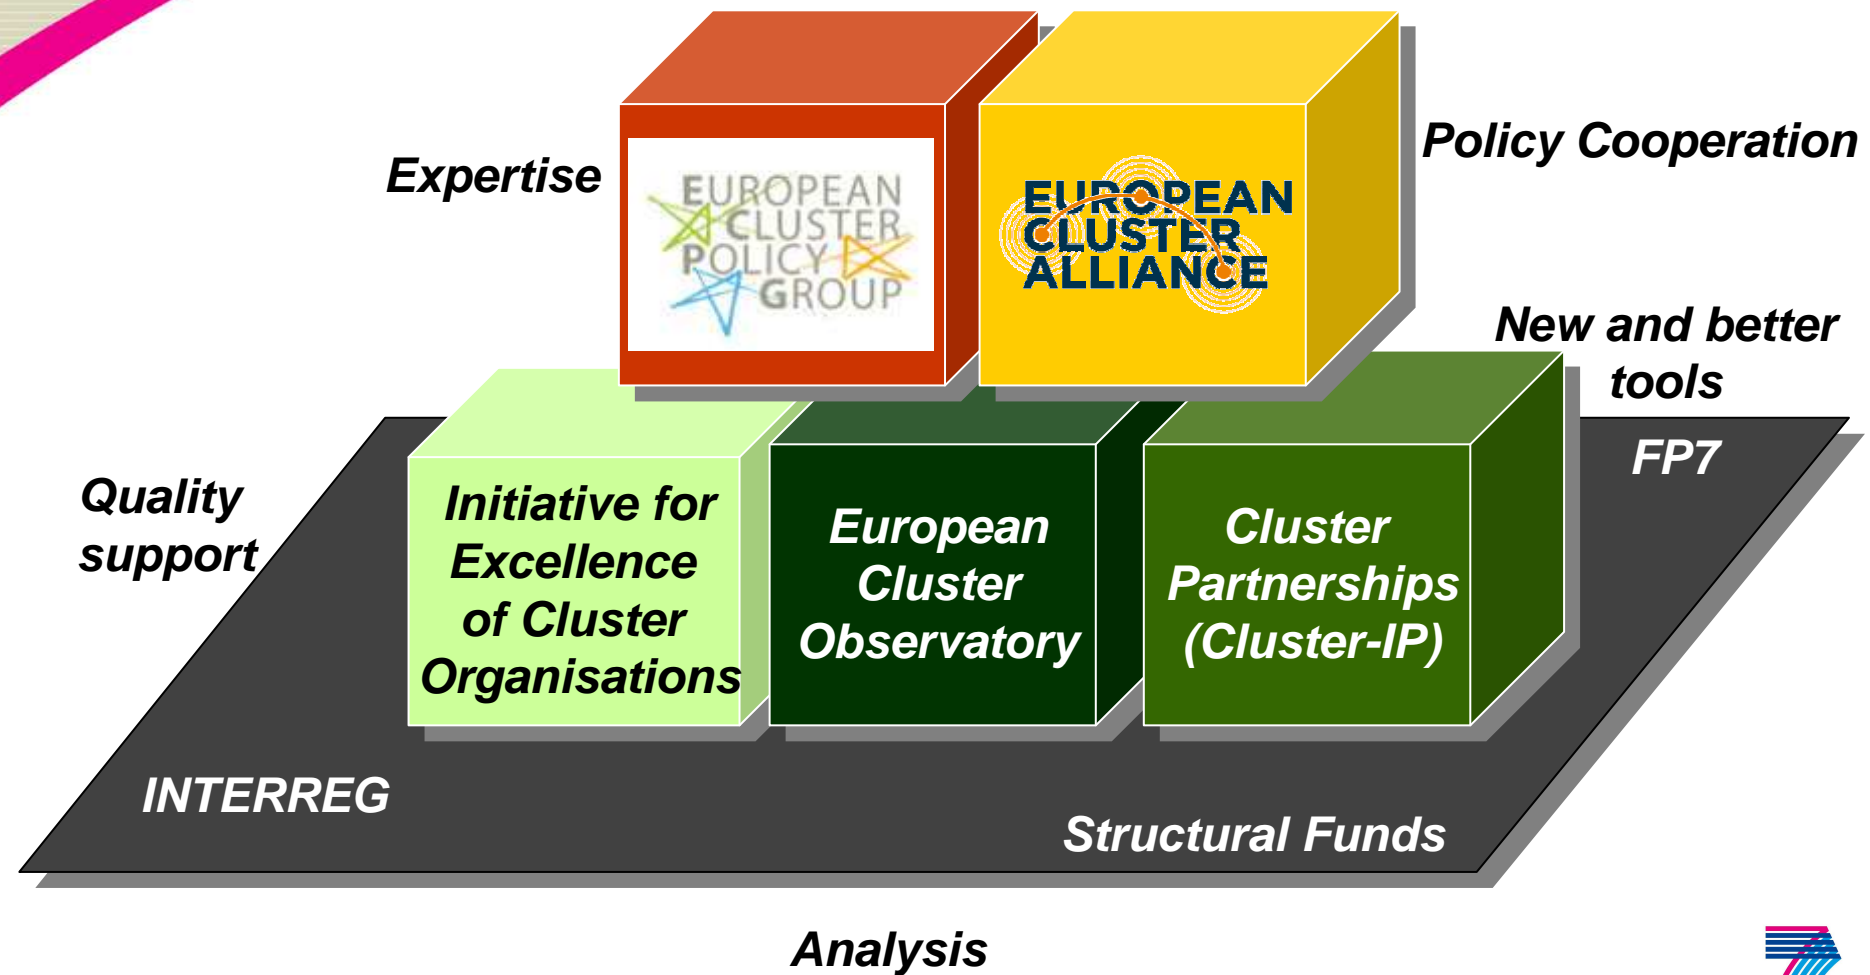 Expertise
EUROPEAN
CLUSTER
POLICY
GROUP
EUROPEAN
CLUSTER
ALLIANCE
Policy Cooperation
New and better
tools
FP7
Quality
support
Initiative for
Excellence
of Cluster
Organisations
European
Cluster
Observatory
Cluster
Partnerships
(Cluster-IP)
INTERREG
Structural Funds
Analysis